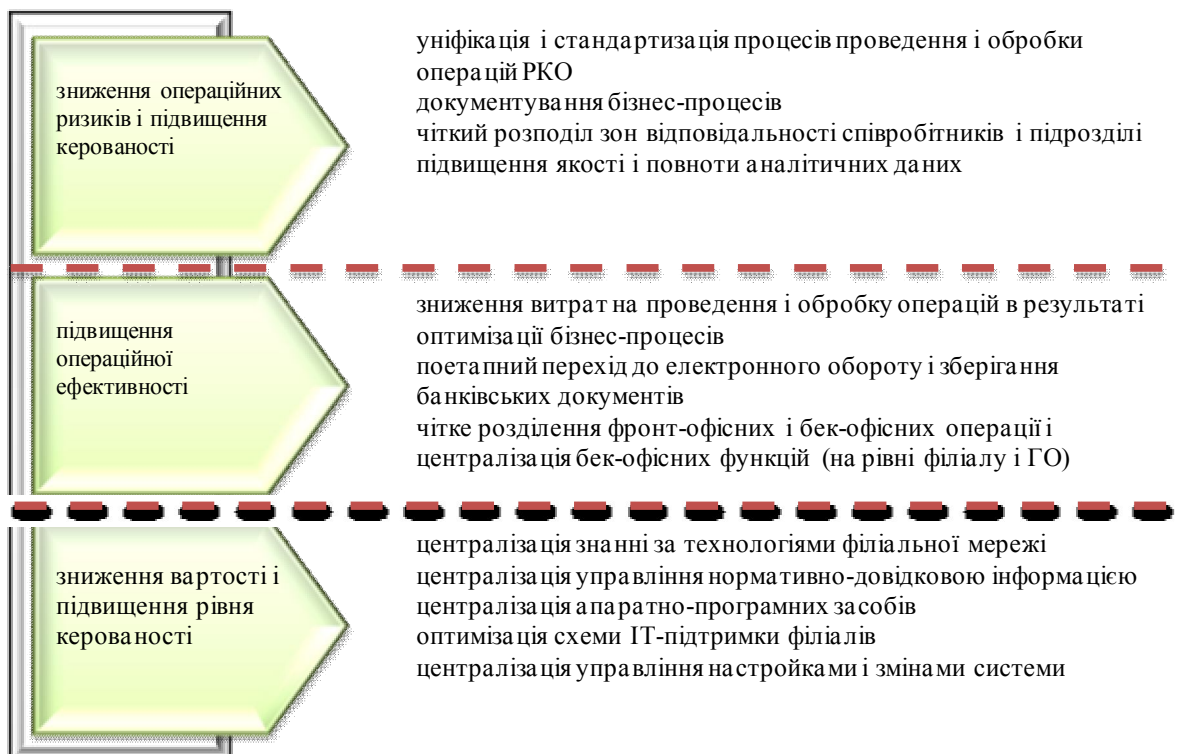 зниження операційних
ризиків і підвищення
керованості
уніфікація і стандартизація процесів проведення і обробки
операцій РКО
документування бізнес-процесів
чіткий розподіл зон відповідальності співробітників і підрозділі
підвищення якості і повноти аналітичних даних
підвищення
операційної
ефективності
зниження витрат на проведення і обробку операцій в результаті
оптимізації бізнес-процесів
поетапний перехід до електронного обороту і зберігання
банківських документів
чітке розділення фронт-офісних і бек-офісних операції і
централізація бек-офісних функцій (на рівні філіалу і ГО)
зниження вартості і
підвищення рівня
керованості
централізація знанні за технологіями філіальної мережі
централізація управління нормативно-довідковою інформацією
централізація апаратно-програмних засобів
оптимізація схеми ІТ-підтримки філіалів
централізація управління настройками і змінами системи